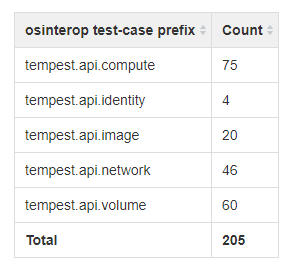 osinterop test-case prefix Count
tempest.api.compute 75
tempest.api.identity 4
tempest.api.image 20
tempest.api.network 46
tempest.api.volume 60
Total 205